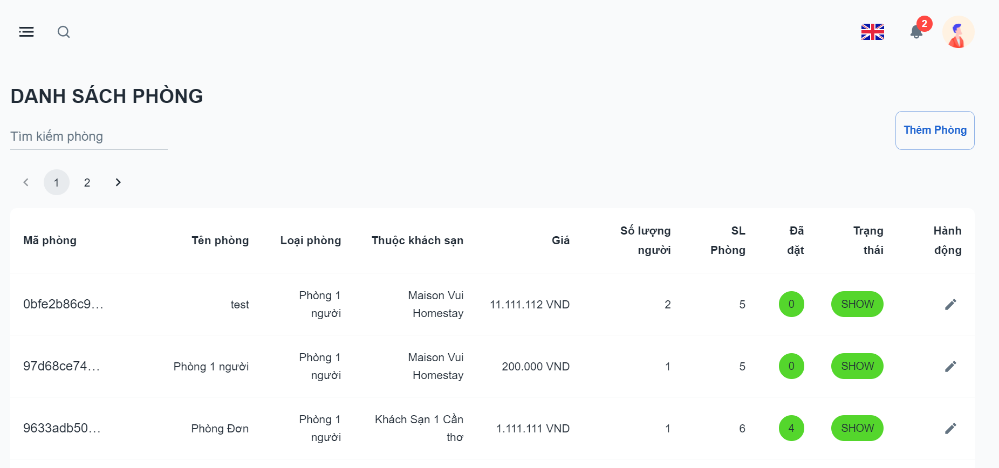 2
DANH SÁCH PHÒNG
Tìm kiếm phòng
Thêm Phòng
1 2
Mã phòng Tên phòng Loại phòng Thuộc khách sạn Giá Số lượng người SL Phòng Đã đặt Trạng thái Hành động
0bfe2b86c9... test Phòng 1 người Maison Vui Homestay 11.111.112 VND 2 5 0 SHOW
97d68ce74... Phòng 1 người Phòng 1 người Maison Vui Homestay 200.000 VND 1 5 0 SHOW
9633adb50... Phòng Đơn Phòng 1 người Khách Sạn 1 Cần thơ 1.111.111 VND 1 6 4 SHOW